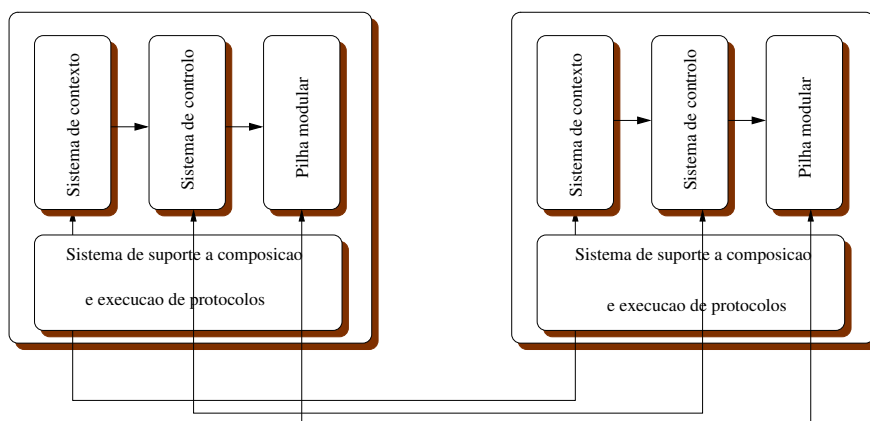 Sistema de contexto
Sistema de controlo
Pilha modular
Sistema de suporte a composicao
e execucao de protocolos
Sistema de contexto
Sistema de controlo
Pilha modular
Sistema de suporte a composicao
e execucao de protocolos